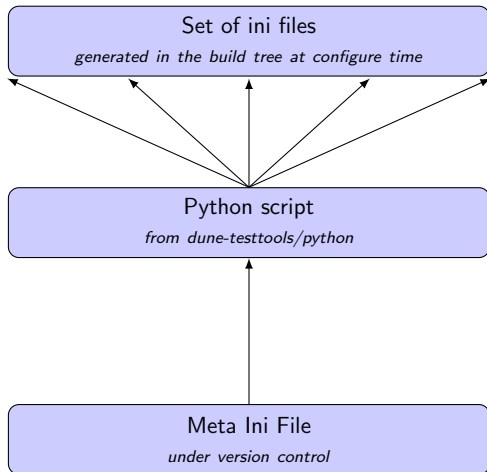 Set of ini files
generated in the build tree at configure time
Python script
from dune-testtools/python
Meta Ini File
under version control